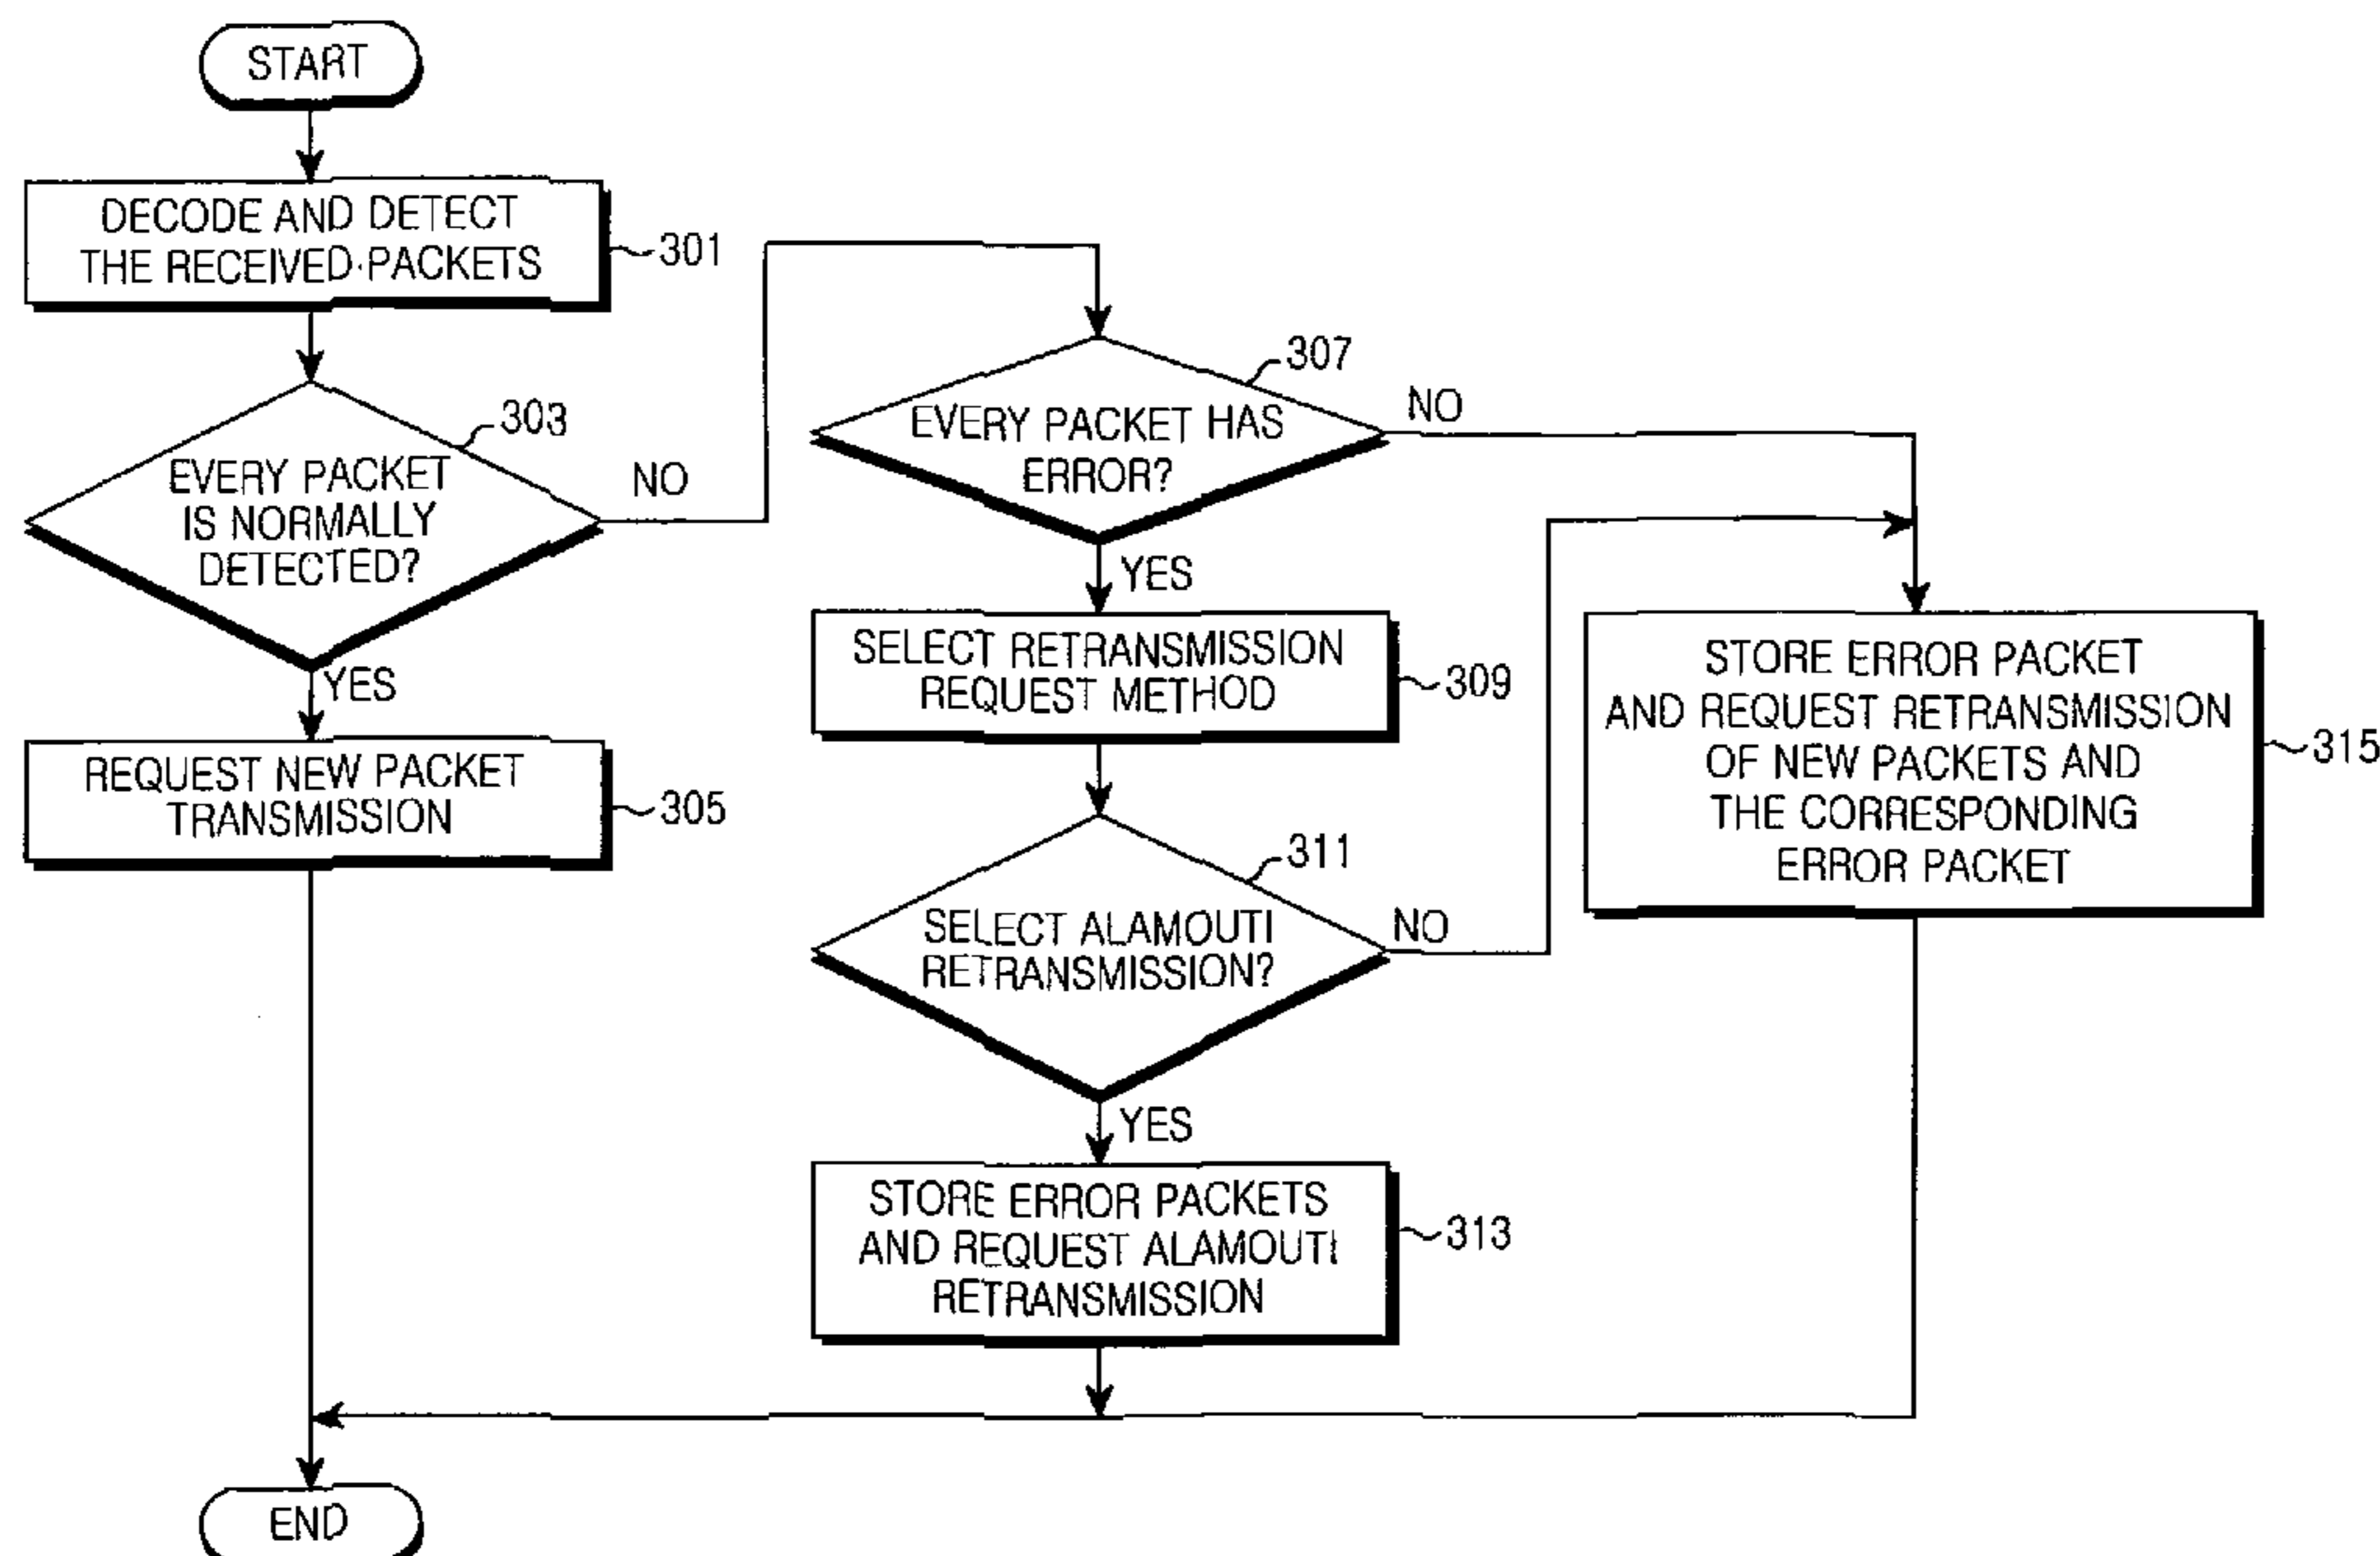 START
DECODE AND DETECT
THE RECEIVED PACKETS
301
303
EVERY PACKET
IS NORMALLY
DETECTED?
NO
YES
REQUEST NEW PACKET
TRANSMISSION
305
307
EVERY PACKET HAS
ERROR?
NO
YES
SELECT RETRANSMISSION
REQUEST METHOD
309
311
SELECT ALAMOUTI
RETRANSMISSION?
NO
YES
STORE ERROR PACKETS
AND REQUEST ALAMOUTI
RETRANSMISSION
313
STORE ERROR PACKET
AND REQUEST RETRANSMISSION
OF NEW PACKETS AND
THE CORRESPONDING
ERROR PACKET
315
END